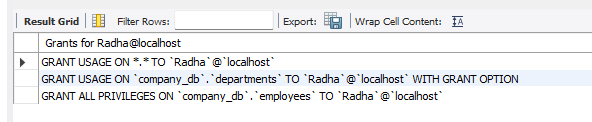 Result Grid Filter Rows: Export: Wrap Cell Content:
Grants for Radha@localhost
GRANT USAGE ON *.* TO `Radha`@`localhost`
GRANT USAGE ON `company_db`.`departments` TO `Radha`@`localhost` WITH GRANT OPTION
GRANT ALL PRIVILEGES ON `company_db`.`employees` TO `Radha`@`localhost`